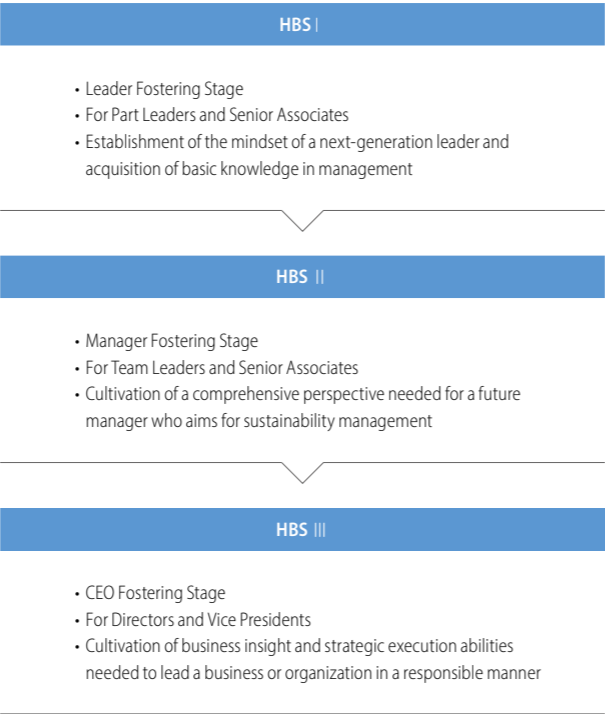 HBS I
• Leader Fostering Stage
• For Part Leaders and Senior Associates
• Establishment of the mindset of a next-generation leader and
acquisition of basic knowledge in management
HBS II
• Manager Fostering Stage
• For Team Leaders and Senior Associates
• Cultivation of a comprehensive perspective needed for a future
manager who aims for sustainability management
HBS III
• CEO Fostering Stage
• For Directors and Vice Presidents
• Cultivation of business insight and strategic execution abilities
needed to lead a business or organization in a responsible manner